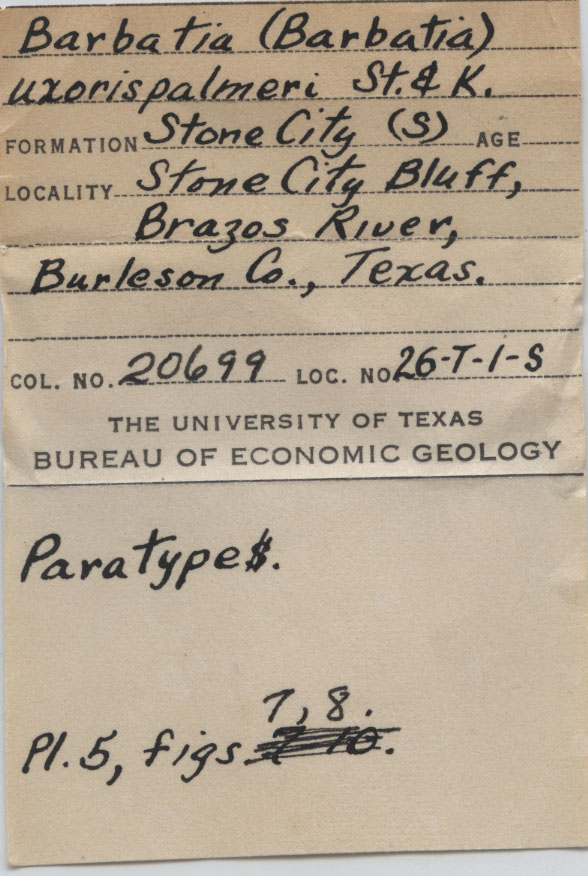 Barbatia (Barbatia)
uxorispalmeri St. & K.
FORMATION Stone City (S) AGE
LOCALITY Stone City Bluff,
Brazos River,
Burleson Co., Texas.
COL. NO. 20699 LOC. NO. 26-T-1-S
THE UNIVERSITY OF TEXAS
BUREAU OF ECONOMIC GEOLOGY
Paratype.
7, 8.
Pl. 5, figs